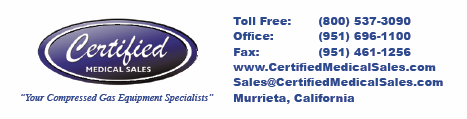 Certified
MEDICAL SALES
"Your Compressed Gas Equipment Specialists"
Toll Free: (800) 537-3090
Office: (951) 696-1100
Fax: (951) 461-1256
www.CertifiedMedicalSales.com
Sales@CertifiedMedicalSales.com
Murrieta, California